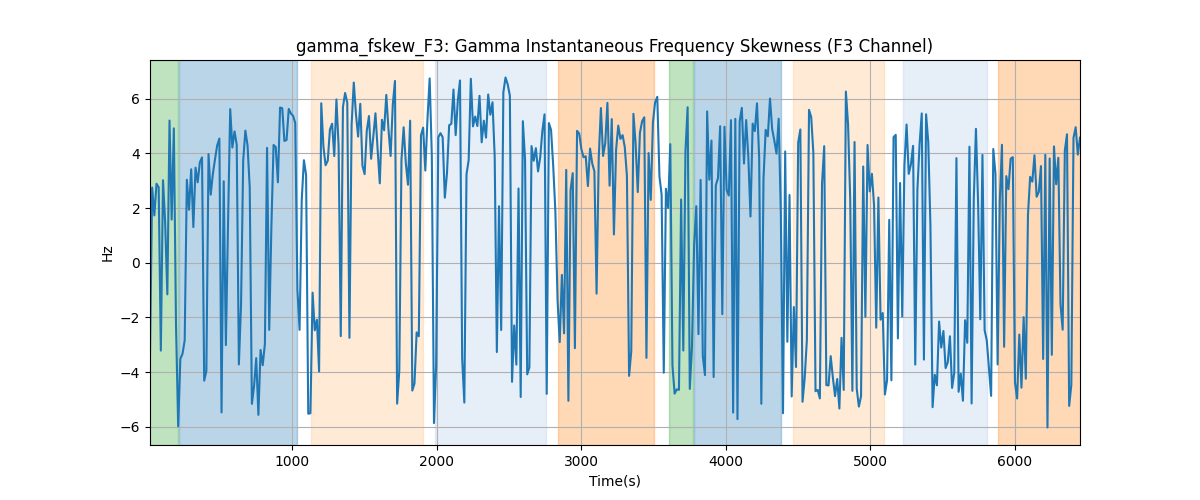 gamma_fskew_F3: Gamma Instantaneous Frequency Skewness (F3 Channel)
6
4
2
0
−2
−4
−6
Hz
1000 2000 3000 4000 5000 6000
Time(s)